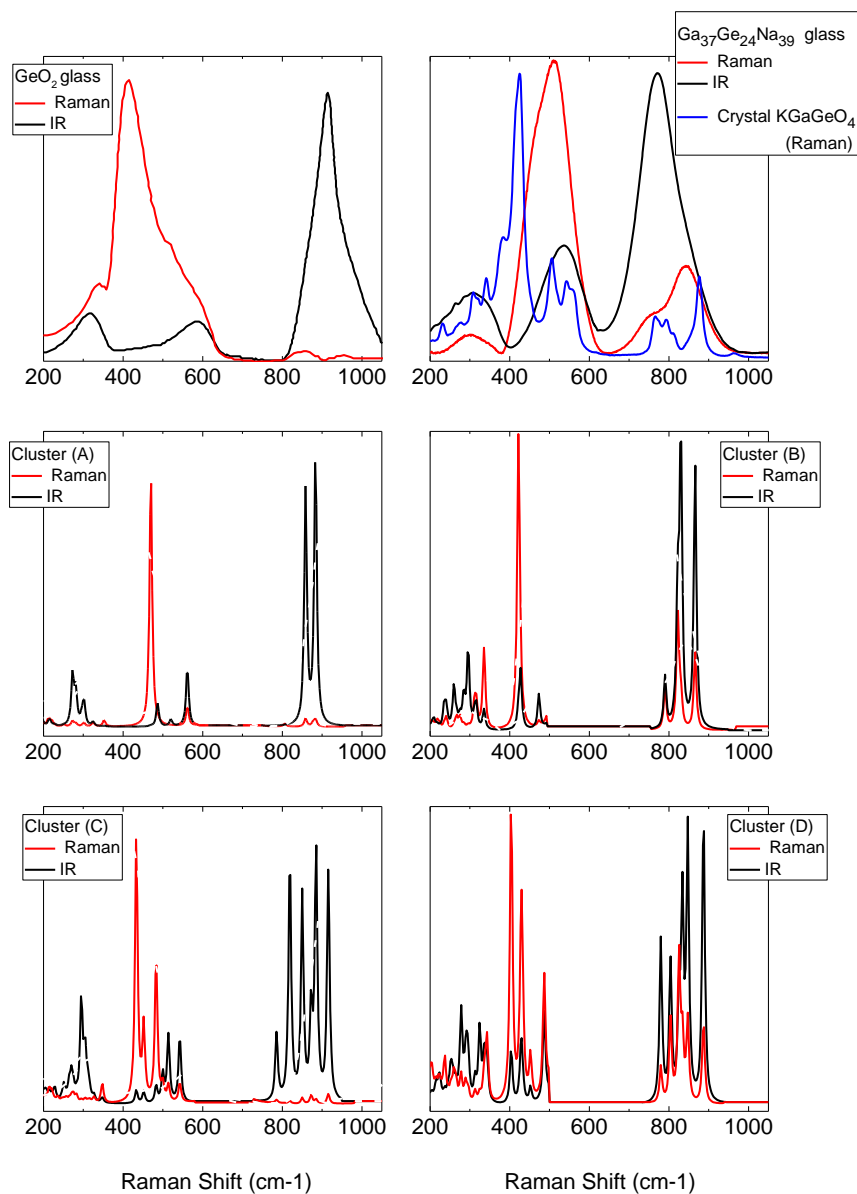 GeO2 glass
Raman
IR
200 400 600 800 1000
Ga37Ge24Na39 glass
Raman
IR
Crystal KGaGeO4
(Raman)
200 400 600 800 1000
Cluster (A)
Raman
IR
200 400 600 800 1000
Cluster (B)
Raman
IR
200 400 600 800 1000
Cluster (C)
Raman
IR
200 400 600 800 1000
Raman Shift (cm-1)
Cluster (D)
Raman
IR
200 400 600 800 1000
Raman Shift (cm-1)